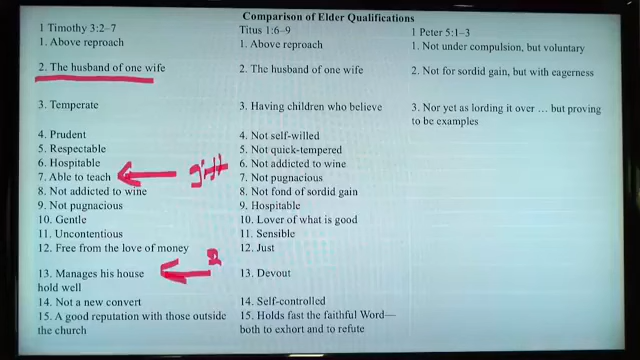 Comparison of Elder Qualifications
1 Timothy 3:2–7
1. Above reproach
2. The husband of one wife
3. Temperate
4. Prudent
5. Respectable
6. Hospitable
7. Able to teach
gift
8. Not addicted to wine
9. Not pugnacious
10. Gentle
11. Uncontentious
12. Free from the love of money
2
13. Manages his house
hold well
14. Not a new convert
15. A good reputation with those outside
the church
Titus 1:6–9
1. Above reproach
2. The husband of one wife
3. Having children who believe
4. Not self-willed
5. Not quick-tempered
6. Not addicted to wine
7. Not pugnacious
8. Not fond of sordid gain
9. Hospitable
10. Lover of what is good
11. Sensible
12. Just
13. Devout
14. Self-controlled
15. Holds fast the faithful Word—
both to exhort and to refute
1 Peter 5:1–3
1. Not under compulsion, but voluntary
2. Not for sordid gain, but with eagerness
3. Nor yet as lording it over … but proving
to be examples